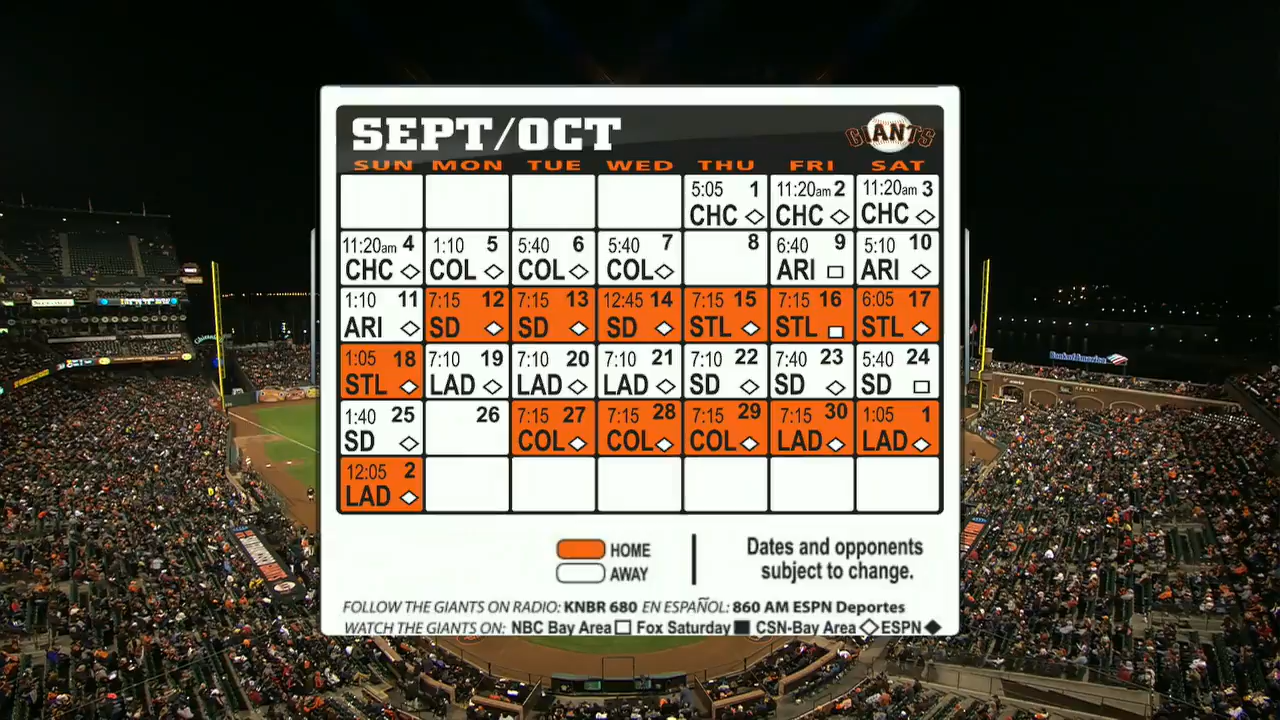 SEPT/OCT
GIANTS
SUN MON TUE WED THU FRI SAT
5:05 1 11:20am 2 11:20am 3
CHC CHC CHC
11:20am 4 1:10 5 5:40 6 5:40 7 8 6:40 9 5:10 10
CHC COL COL COL ARI ARI
1:10 11 7:15 12 7:15 13 12:45 14 7:15 15 7:15 16 6:05 17
ARI SD SD SD STL STL STL
1:05 18 7:10 19 7:10 20 7:10 21 7:10 22 7:40 23 5:40 24
STL LAD LAD LAD SD SD SD
1:40 25 26 7:15 27 7:15 28 7:15 29 7:15 30 1:05 1
SD COL COL COL LAD LAD
12:05 2
LAD
HOME
AWAY
Dates and opponents
subject to change.
FOLLOW THE GIANTS ON RADIO: KNBR 680 EN ESPAÑOL: 860 AM ESPN Deportes
WATCH THE GIANTS ON: NBC Bay Area Fox Saturday CSN-Bay Area ESPN
Bank of America